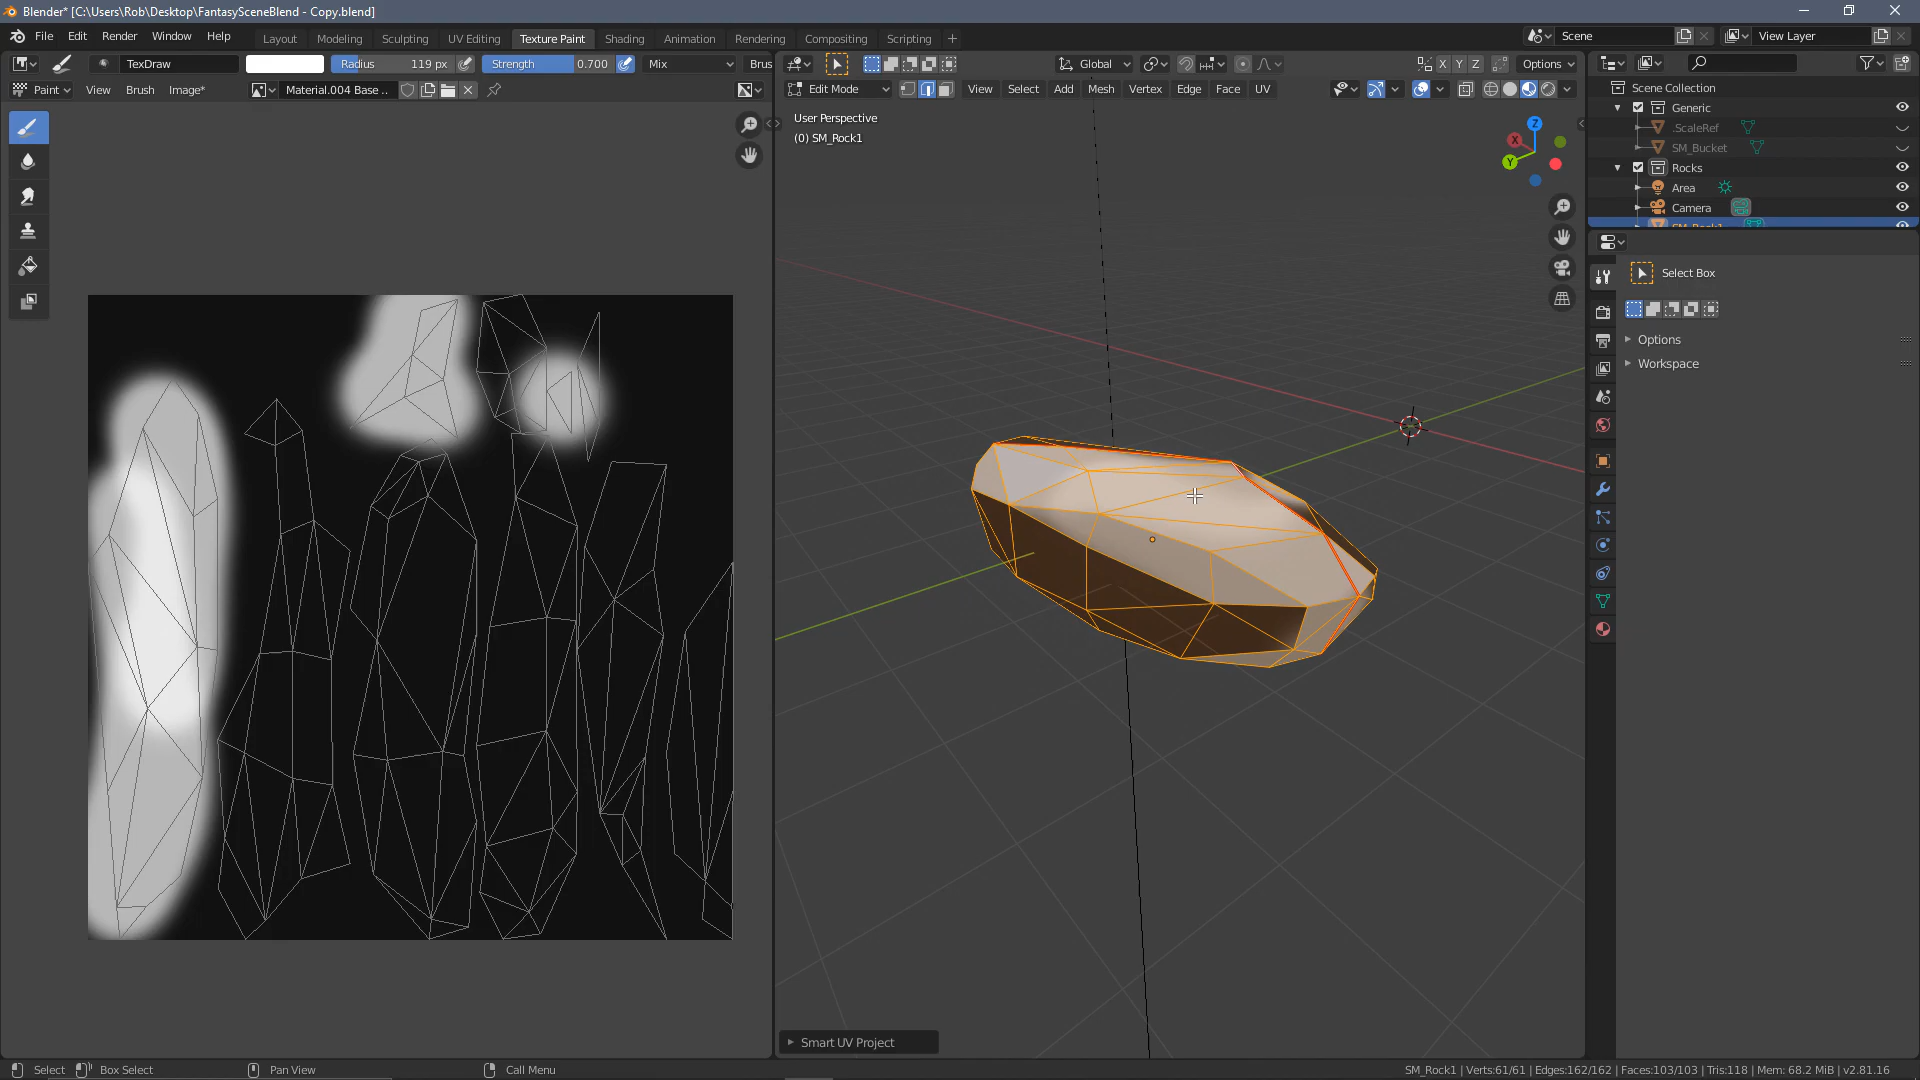 Blender* [C:\Users\Rob\Desktop\FantasySceneBlend - Copy.blend]
File Edit Render Window Help
Layout Modeling Sculpting UV Editing Texture Paint Shading Animation Rendering Compositing Scripting
Scene
View Layer
TexDraw
Radius 119 px
Strength 0.700
Mix
Brus
Global
X Y Z
Options
Paint View Brush Image*
Material.004 Base ..
Edit Mode
View Select Add Mesh Vertex Edge Face UV
User Perspective
(0) SM_Rock1
Z
X
Y
Scene Collection
Generic
.ScaleRef
SM_Bucket
Rocks
Area
Camera
SM_Rock1
Select Box
Options
Workspace
Smart UV Project
Select Box Select Pan View Call Menu
SM_Rock1 | Verts:61/61 | Edges:162/162 | Faces:103/103 | Tris:118 | Mem: 68.2 MiB | v2.81.16